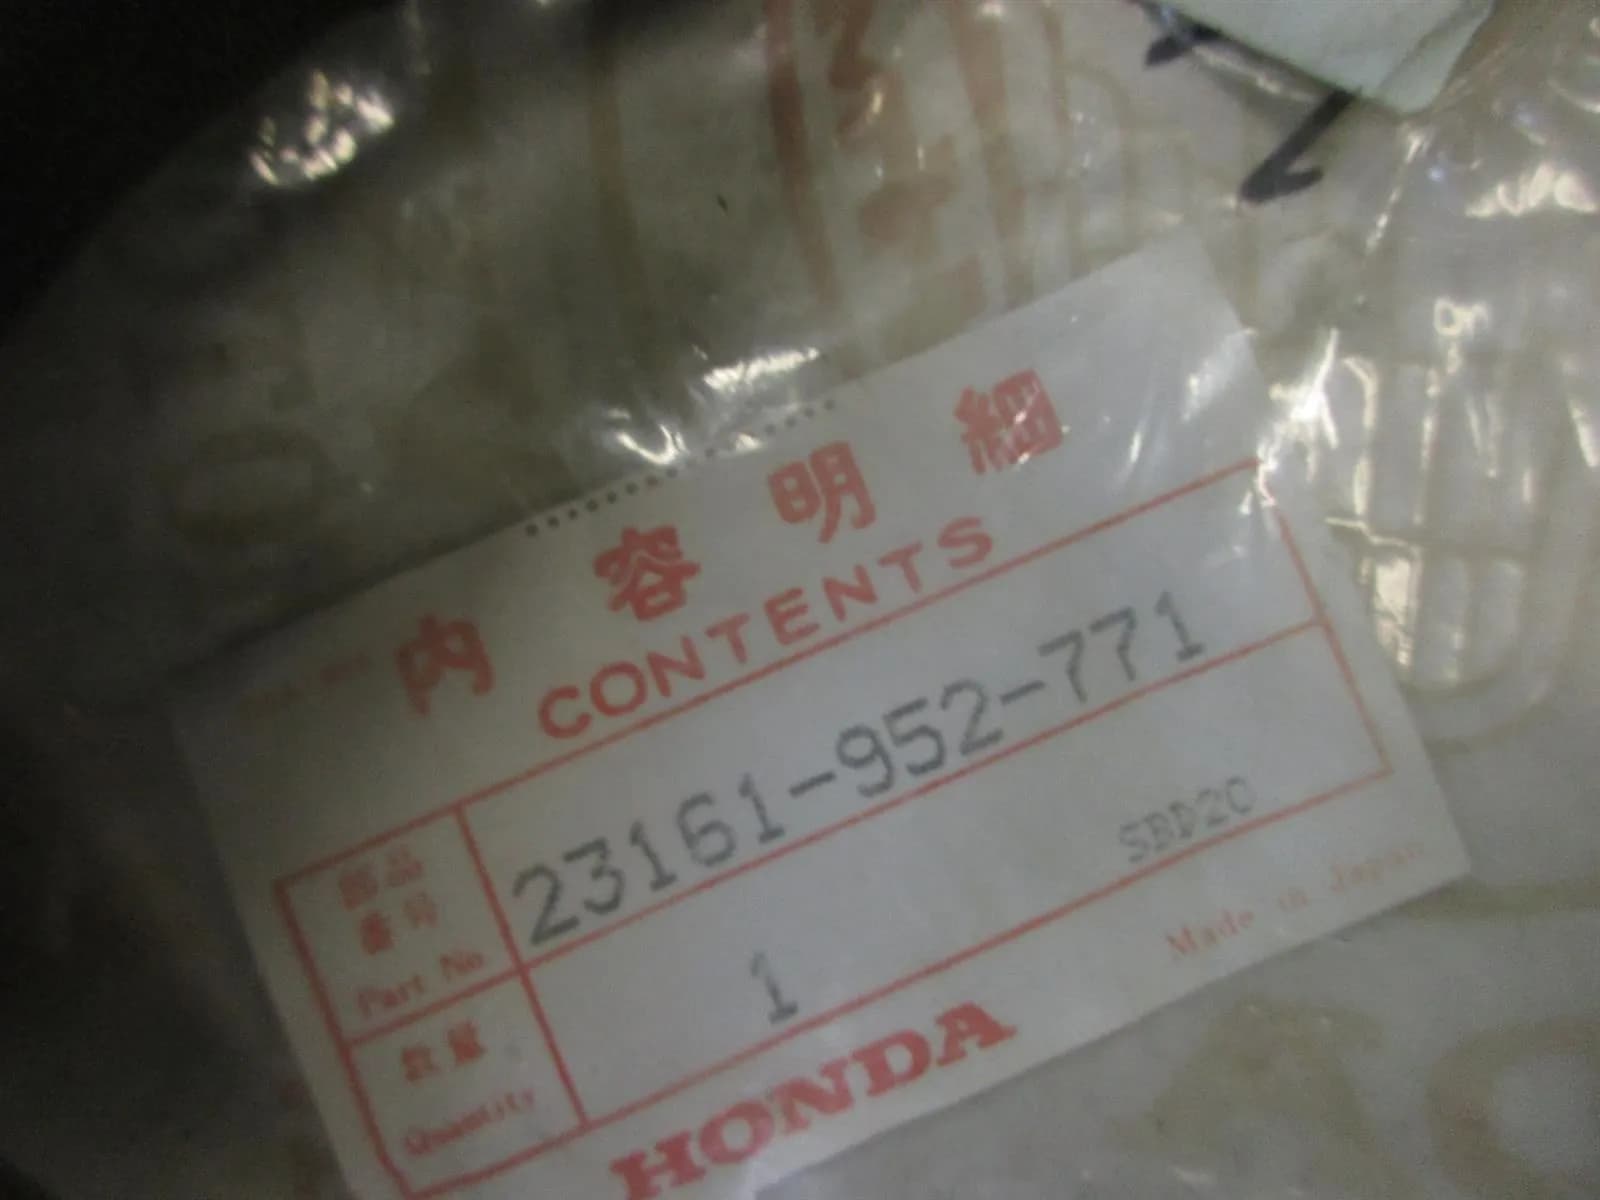 内容明細
CONTENTS
部品
番号
Part No
23161-952-771
数量
Quantity
1
SBD20
Made in Japan
HONDA